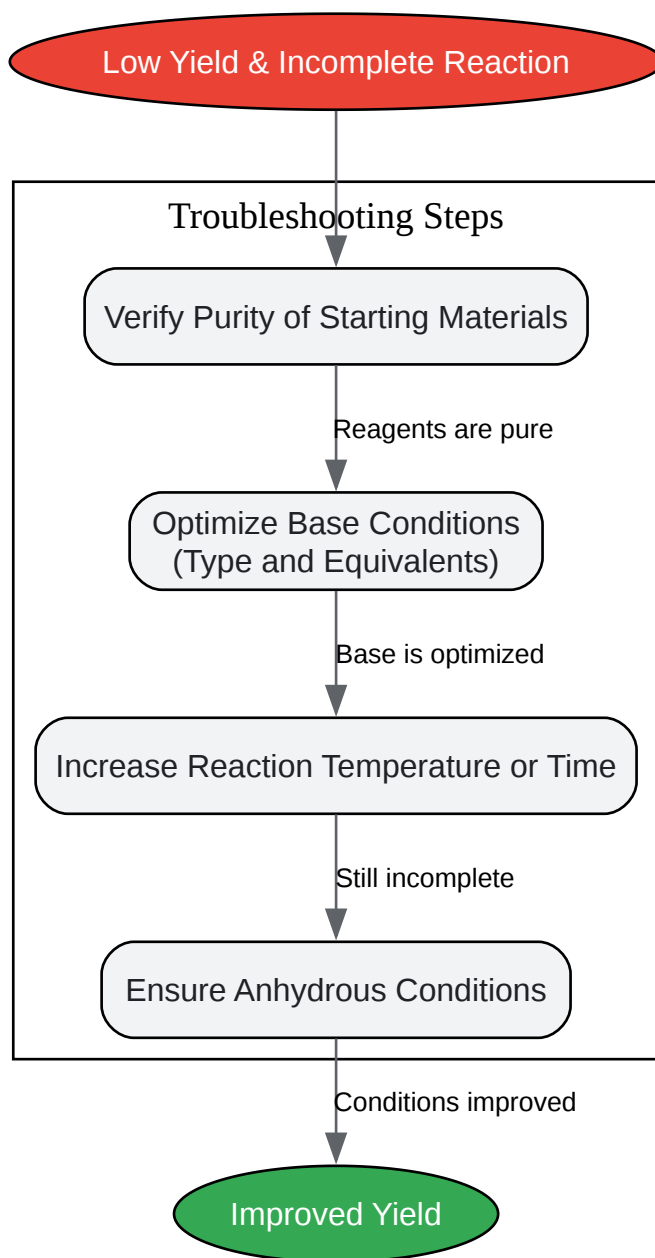 Low Yield & Incomplete Reaction
Troubleshooting Steps
Verify Purity of Starting Materials
Reagents are pure
Optimize Base Conditions
(Type and Equivalents)
Base is optimized
Increase Reaction Temperature or Time
Still incomplete
Ensure Anhydrous Conditions
Conditions improved
Improved Yield